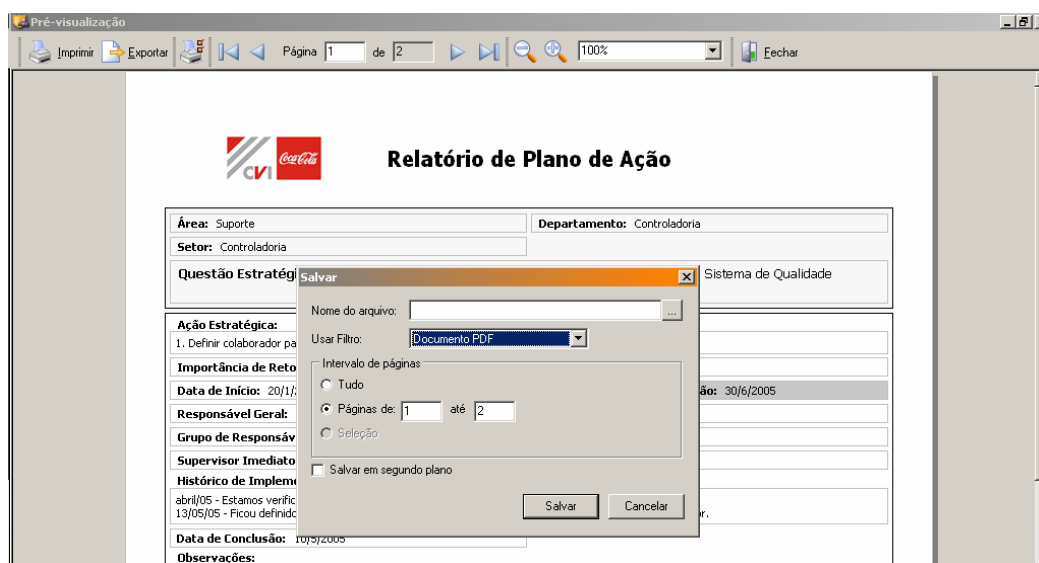 Pré-visualização
Imprimir Exportar Página 1 de 2 100% Fechar
CVI Coca-Cola Relatório de Plano de Ação
Área: Suporte Departamento: Controladoria
Setor: Controladoria
Questão Estratégi Sistema de Qualidade
Salvar
Nome do arquivo: ...
Usar Filtro: Documento PDF
Intervalo de páginas
Tudo
Páginas de: 1 até 2
Seleção
Salvar em segundo plano
Salvar Cancelar
Ação Estratégica:
1. Definir colaborador pa
Importância de Reto
Data de Início: 20/1/ ão: 30/6/2005
Responsável Geral:
Grupo de Responsáv
Supervisor Imediato
Histórico de Implem
abril/05 - Estamos verific
13/05/05 - Ficou definido r.
Data de Conclusão: 10/5/2005
Observações: